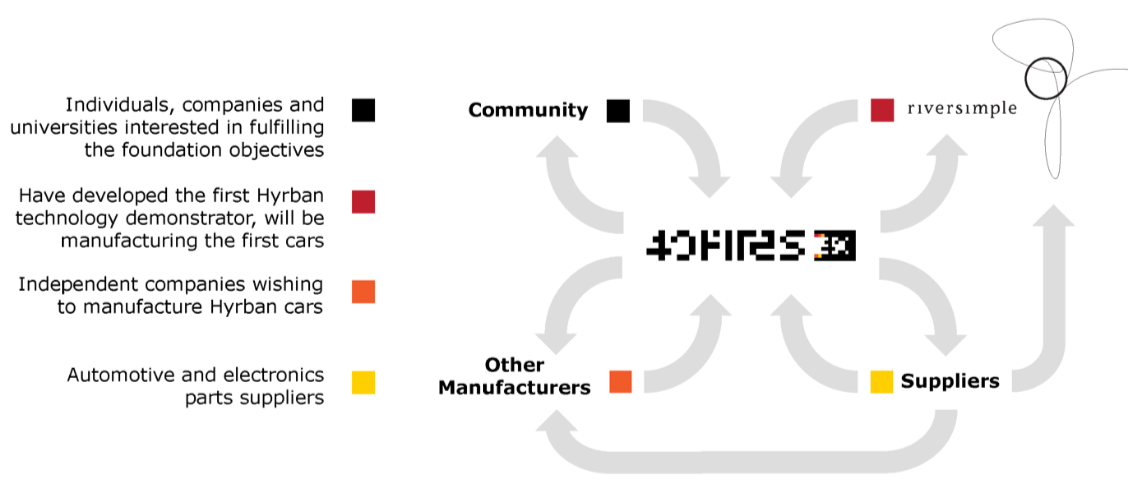 Individuals, companies and
universities interested in fulfilling
the foundation objectives
Have developed the first Hyrban
technology demonstrator, will be
manufacturing the first cars
Independent companies wishing
to manufacture Hyrban cars
Automotive and electronics
parts suppliers
Community
riversimple
40FIRES
Other
Manufacturers
Suppliers